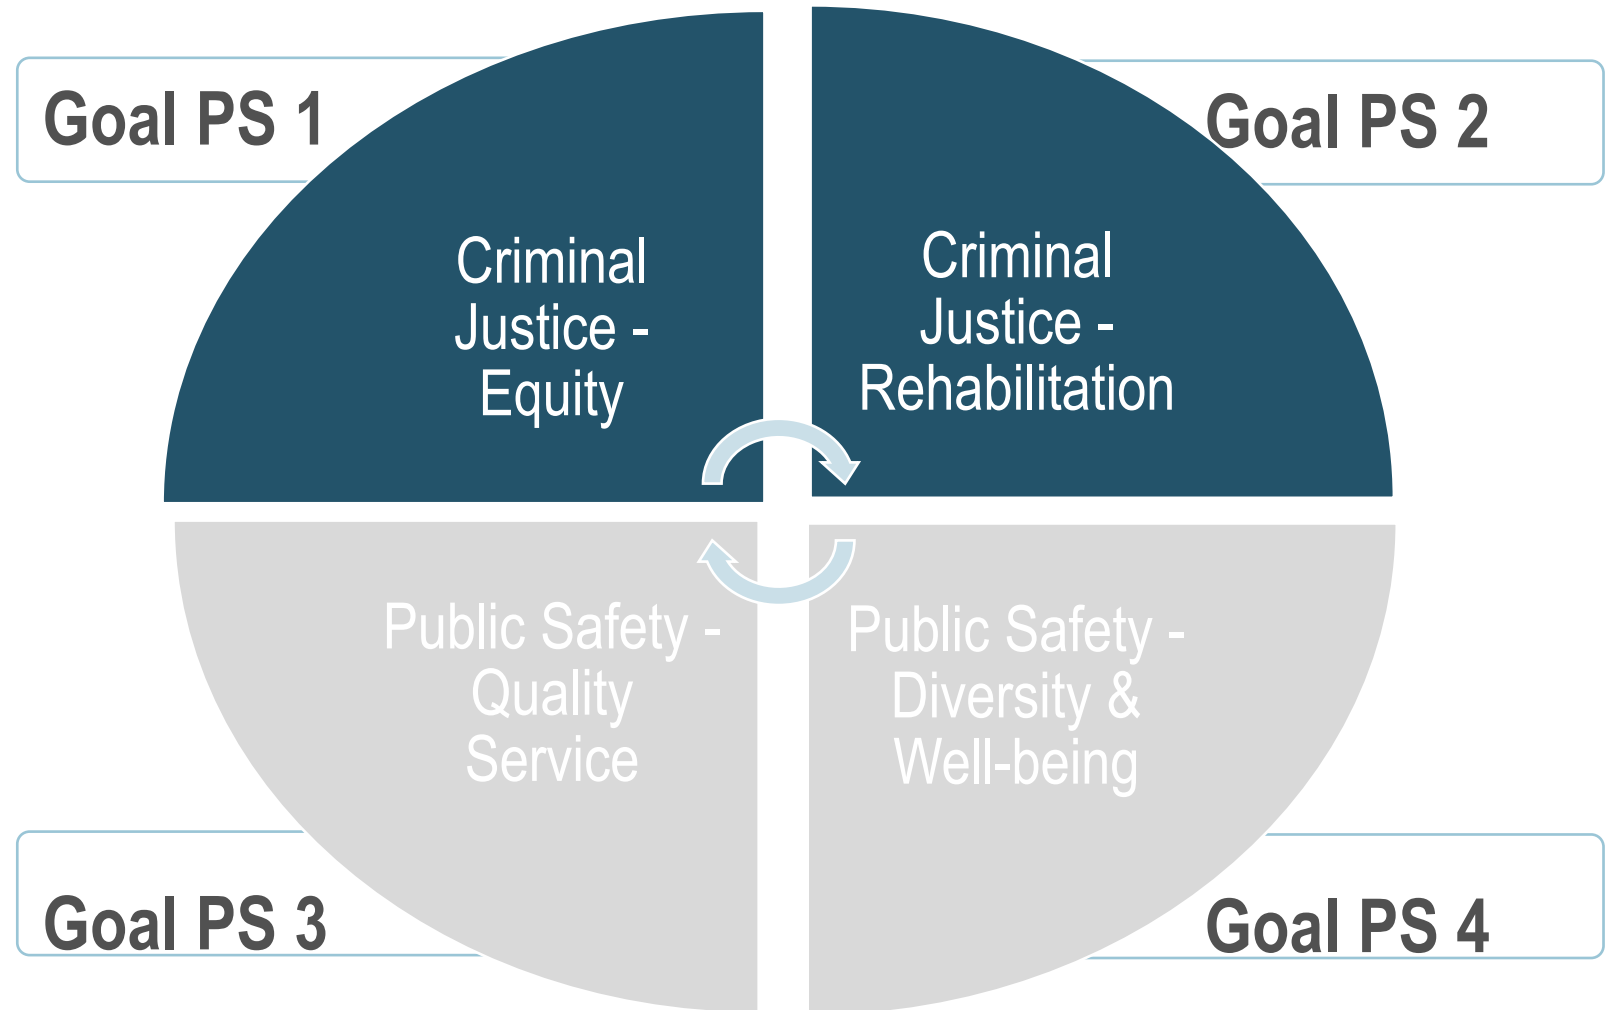 Goal PS 1
Goal PS 2
Criminal
Justice -
Equity
Criminal
Justice -
Rehabilitation
Public Safety -
Quality
Service
Public Safety -
Diversity &
Well-being
Goal PS 3
Goal PS 4